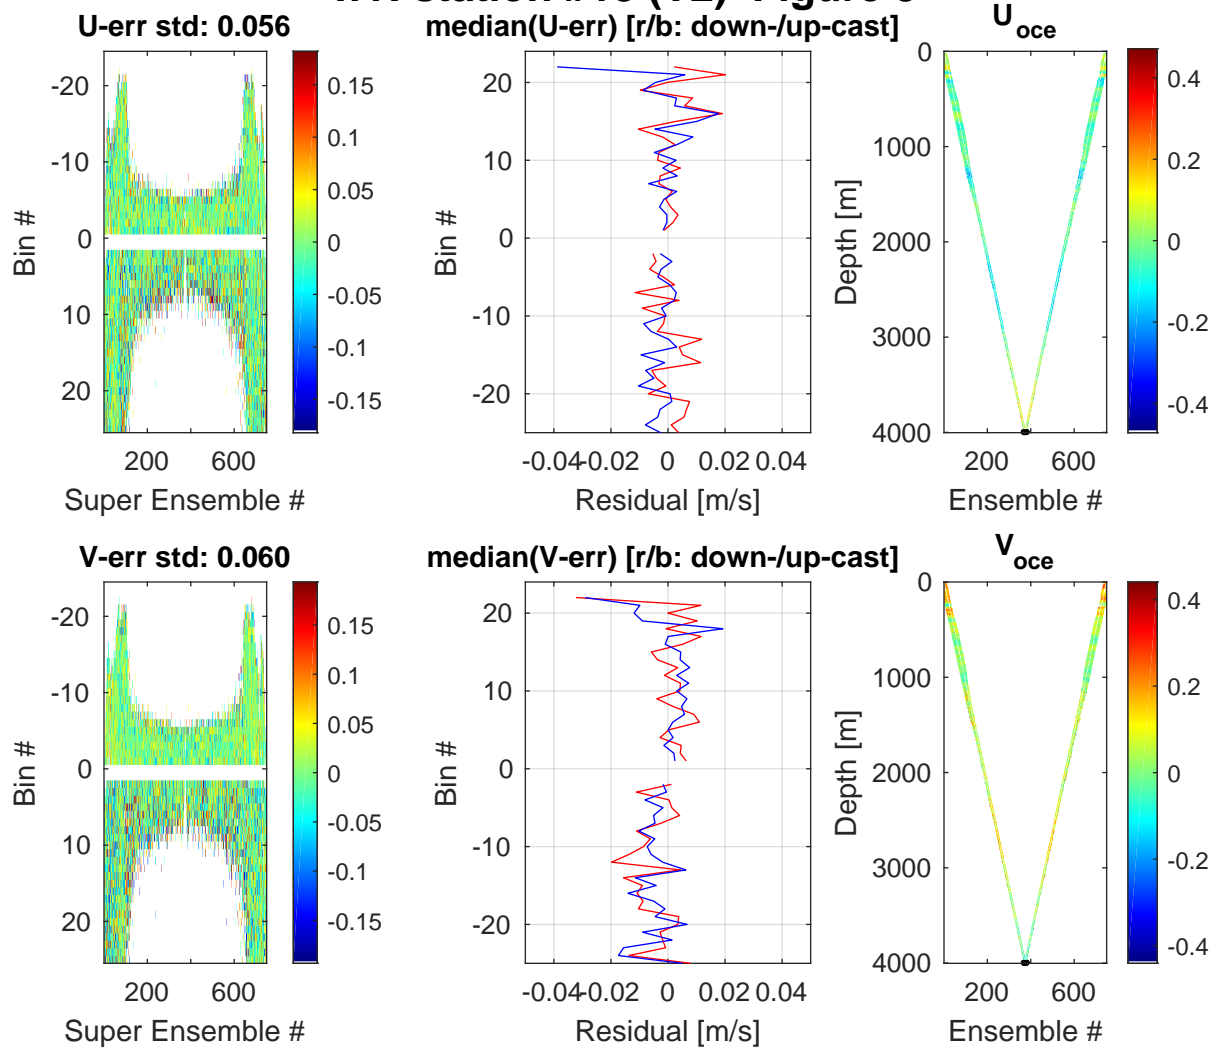 U-err std: 0.056
-20
-10
0
10
20
200 600
Super Ensemble #
Bin #
0.15
0.1
0.05
0
-0.05
-0.1
-0.15
median(U-err) [r/b: down-/up-cast]
20
10
0
-10
-20
-0.04 -0.02 0 0.02 0.04
Residual [m/s]
Bin #
U oce
0
1000
2000
3000
4000
200 600
Ensemble #
Depth [m]
0.4
0.2
0
-0.2
-0.4
V-err std: 0.060
-20
-10
0
10
20
200 600
Super Ensemble #
Bin #
0.15
0.1
0.05
0
-0.05
-0.1
-0.15
median(V-err) [r/b: down-/up-cast]
20
10
0
-10
-20
-0.04 -0.02 0 0.02 0.04
Residual [m/s]
Bin #
V oce
0
1000
2000
3000
4000
200 600
Ensemble #
Depth [m]
0.4
0.2
0
-0.2
-0.4